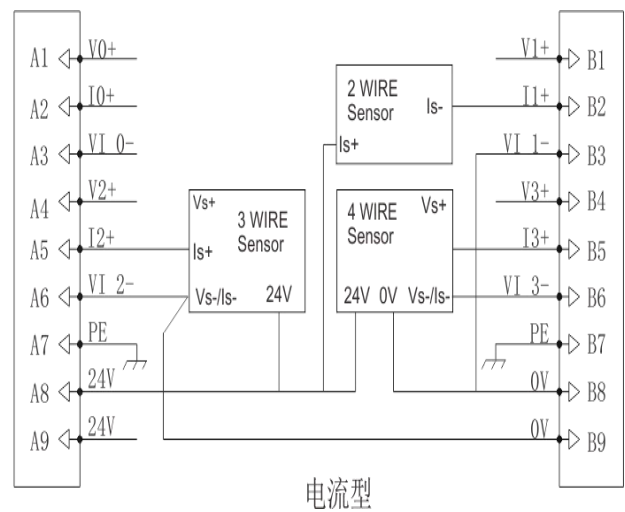 A1 V0+
A2 I0+
A3 VI 0-
A4 V2+
A5 I2+
A6 VI 2-
A7 PE
A8 24V
A9 24V
2 WIRE
Sensor
Is-
Is+
Vs+
3 WIRE
Sensor
Is+
Vs-/Is-
24V
Vs+
4 WIRE
Sensor
24V 0V Vs-/Is-
V1+ B1
I1+ B2
VI 1- B3
V3+ B4
I3+ B5
VI 3- B6
PE B7
0V B8
0V B9
电流型